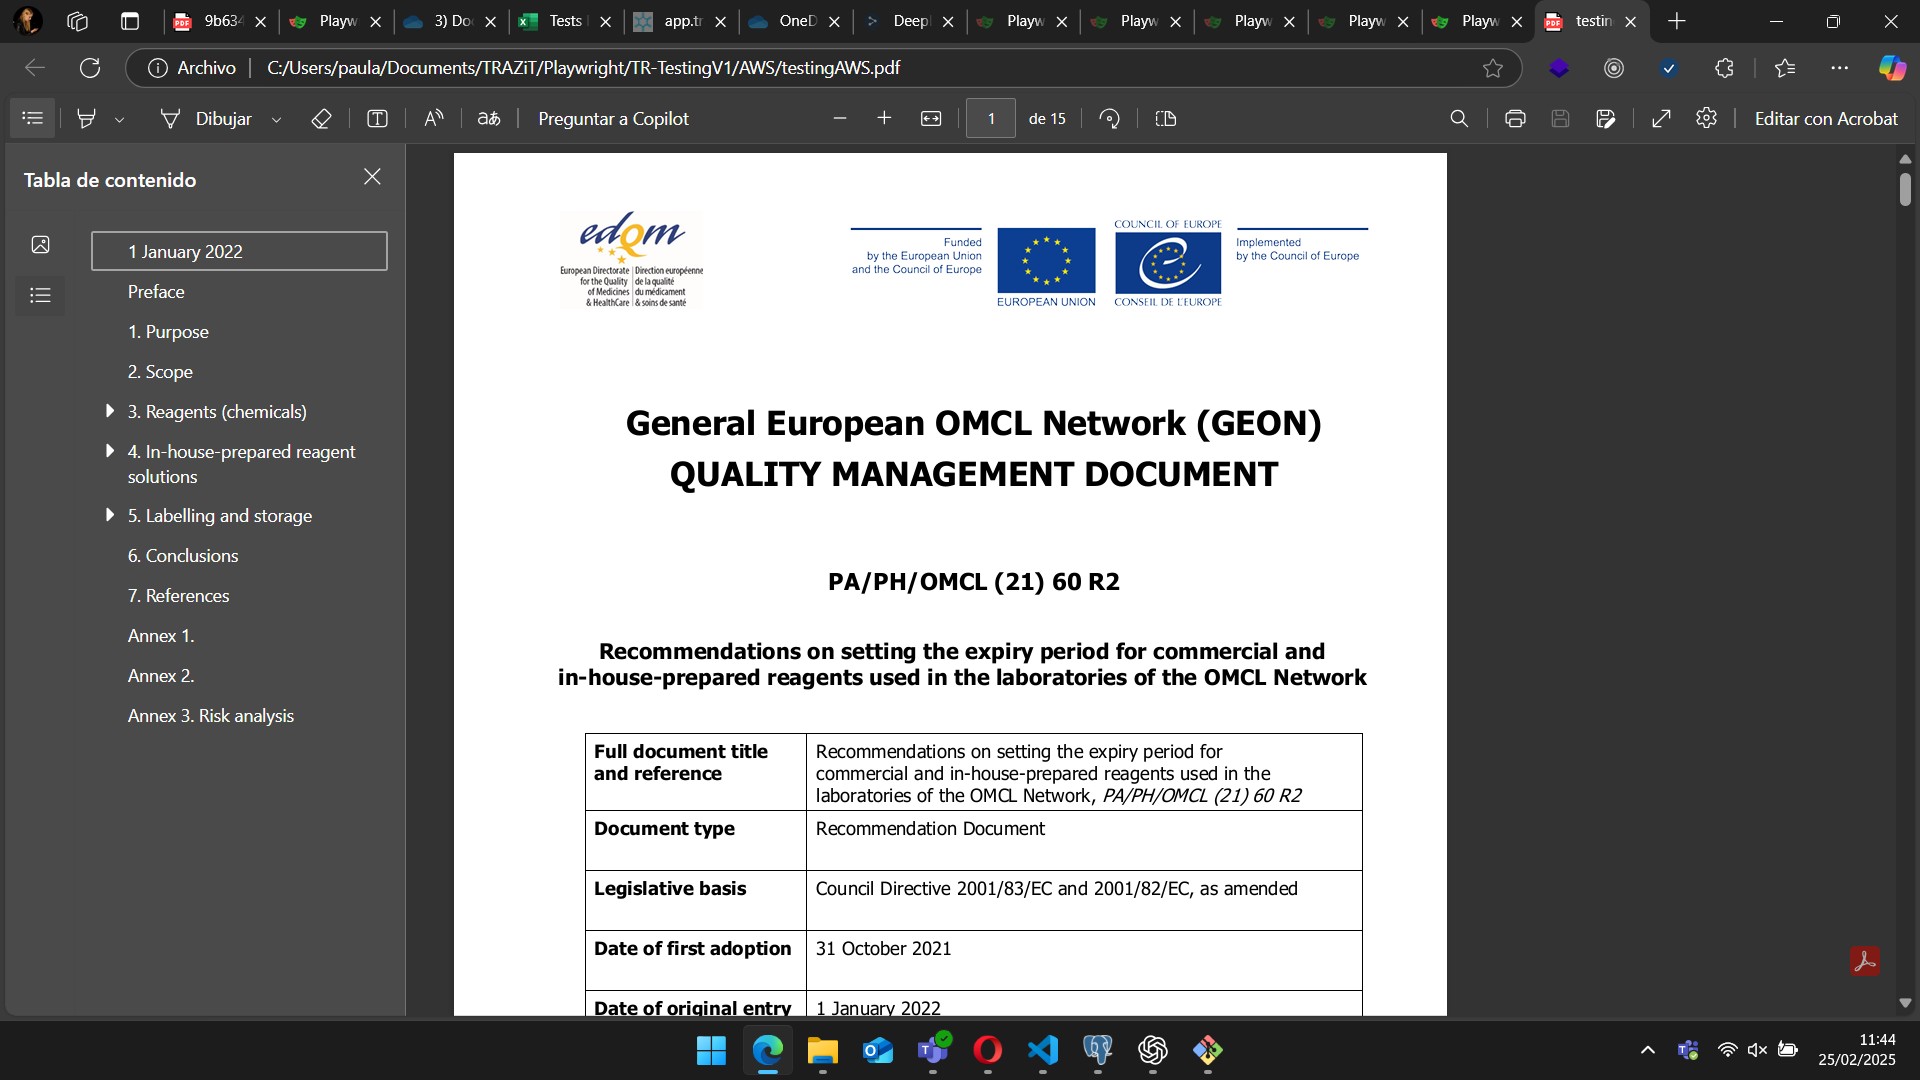 9b634
Playw
3) Doc
Tests
app.tr
OneD
Deepl
Playw
Playw
Playw
Playw
Playw
testin
Archivo
C:/Users/paula/Documents/TRAZiT/Playwright/TR-TestingV1/AWS/testingAWS.pdf
Dibujar
aあ
Preguntar a Copilot
1
de 15
Editar con Acrobat
Tabla de contenido
1 January 2022
Preface
1. Purpose
2. Scope
3. Reagents (chemicals)
4. In-house-prepared reagent
solutions
5. Labelling and storage
6. Conclusions
7. References
Annex 1.
Annex 2.
Annex 3. Risk analysis
edqm
European Directorate | Direction européenne
for the Quality | de la qualité
of Medicines | du médicament
& HealthCare | & soins de santé
Funded
by the European Union
and the Council of Europe
EUROPEAN UNION
COUNCIL OF EUROPE
CONSEIL DE L'EUROPE
Implemented
by the Council of Europe
General European OMCL Network (GEON)
QUALITY MANAGEMENT DOCUMENT
PA/PH/OMCL (21) 60 R2
Recommendations on setting the expiry period for commercial and
in-house-prepared reagents used in the laboratories of the OMCL Network
Full document title
and reference
Recommendations on setting the expiry period for
commercial and in-house-prepared reagents used in the
laboratories of the OMCL Network, PA/PH/OMCL (21) 60 R2
Document type
Recommendation Document
Legislative basis
Council Directive 2001/83/EC and 2001/82/EC, as amended
Date of first adoption
31 October 2021
Date of original entry
1 January 2022
11:44
25/02/2025